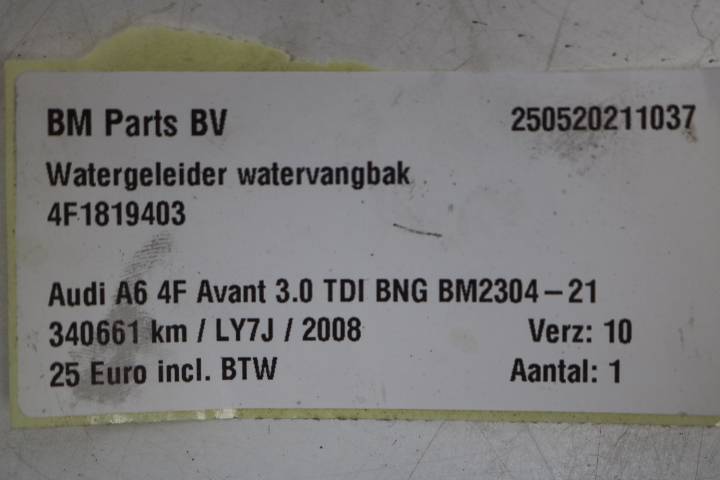 BM Parts BV 250520211037
Watergeleider watervangbak
4F1819403
Audi A6 4F Avant 3.0 TDI BNG BM2304-21
340661 km / LY7J / 2008 Verz: 10
25 Euro incl. BTW Aantal: 1